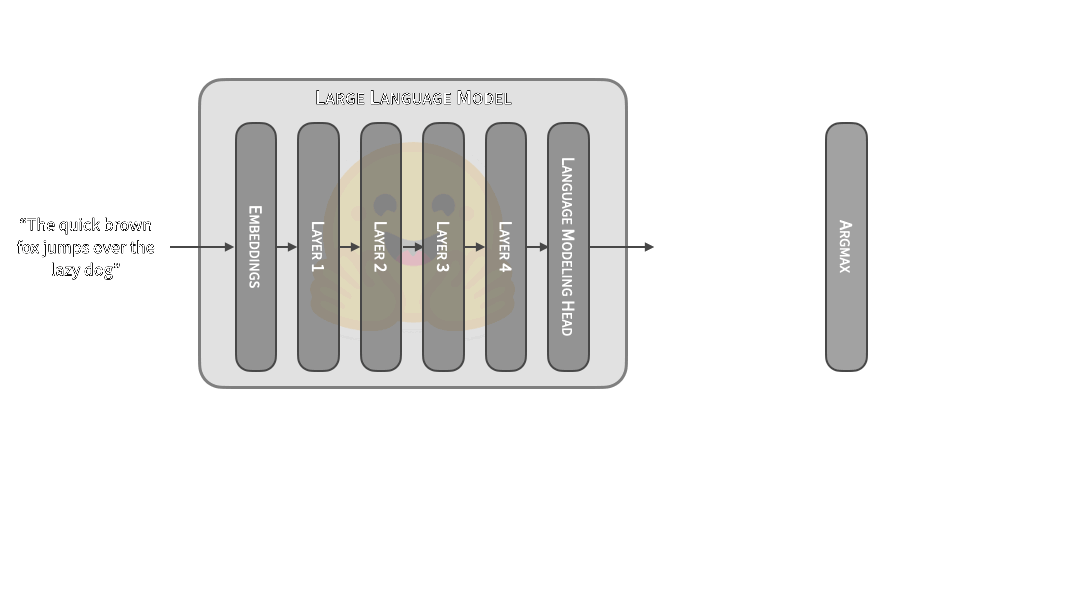 Large Language Model
“The quick brown
fox jumps over the
lazy dog”
Embeddings
Layer 1
Layer 2
Layer 3
Layer 4
Language Modeling Head
Argmax